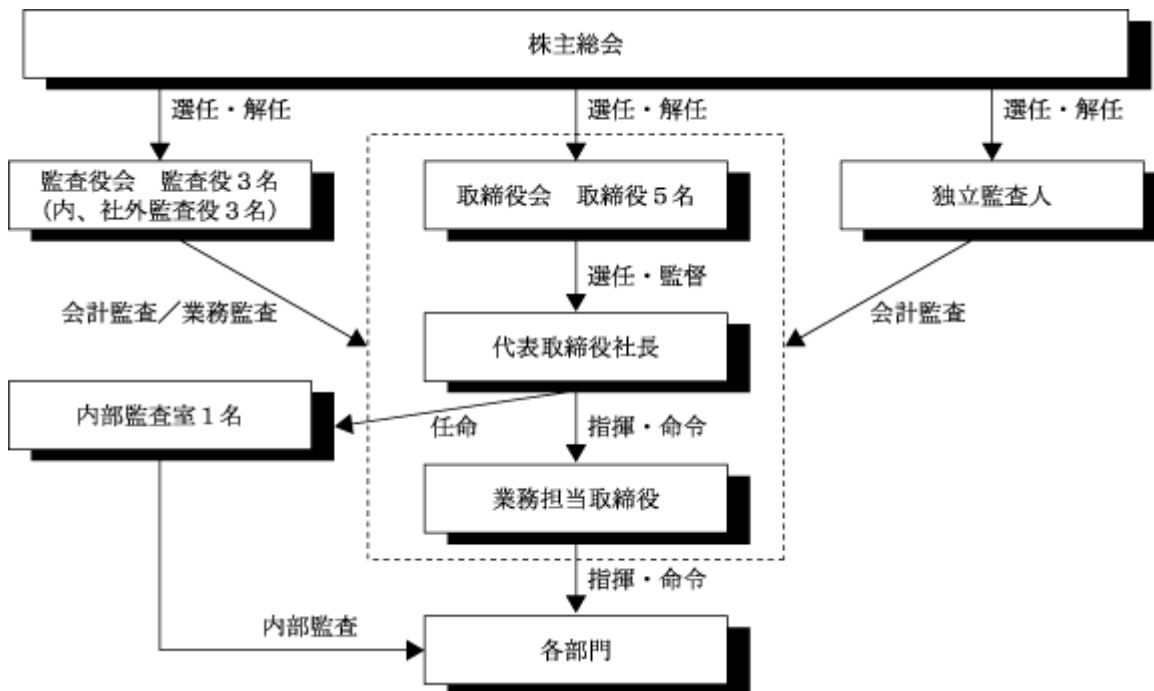 株主総会
選任・解任
選任・解任
選任・解任
監査役会　監査役３名
(内、社外監査役３名)
取締役会　取締役５名
独立監査人
選任・監督
会計監査／業務監査
会計監査
代表取締役社長
内部監査室１名
任命
指揮・命令
業務担当取締役
指揮・命令
内部監査
各部門